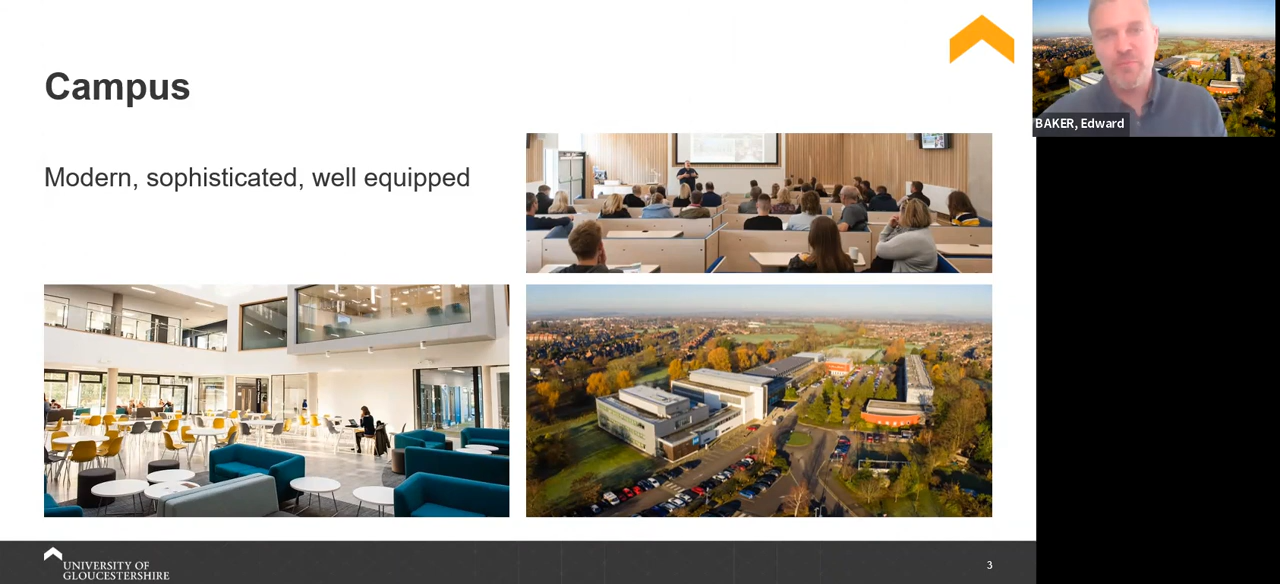 Campus
BAKER, Edward
Modern, sophisticated, well equipped
UNIVERSITY OF
GLOUCESTERSHIRE
3